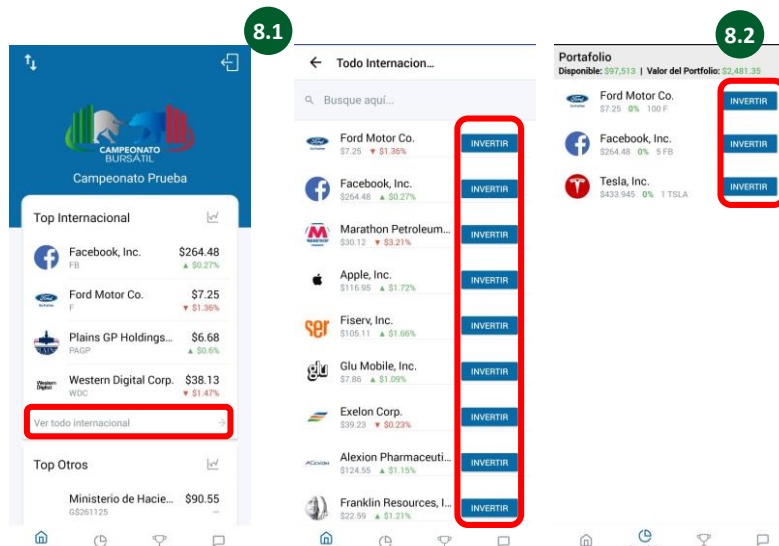 8.1
CAMPEONATO
BURSÁTIL
Campeonato Prueba
Top Internacional
Facebook, Inc. $264.48
FB ▲ $0.27%
Ford Motor Co. $7.25
F ▼ $1.36%
Plains GP Holdings... $6.68
PAGP ▲ $0.6%
Western Digital Corp. $38.13
WDC ▼ $1.47%
Ver todo internacional →
Top Otros
Ministerio de Hacie... $90.55
G$261125 --
← Todo Internacion...
Busque aquí...
Ford Motor Co.
$7.25 ▼ $1.36%
INVERTIR
Facebook, Inc.
$264.48 ▲ $0.27%
INVERTIR
Marathon Petroleum...
$30.12 ▼ $3.21%
INVERTIR
Apple, Inc.
$116.95 ▲ $1.72%
INVERTIR
Fiserv, Inc.
$105.11 ▲ $1.66%
INVERTIR
Glu Mobile, Inc.
$7.86 ▲ $1.09%
INVERTIR
Exelon Corp.
$39.23 ▼ $0.23%
INVERTIR
Alexion Pharmaceuti...
$124.55 ▲ $1.15%
INVERTIR
Franklin Resources, I...
$22.59 ▲ $1.21%
INVERTIR
8.2
Portafolio
Disponible: $97,513 | Valor del Portfolio: $2,481.35
Ford Motor Co.
$7.25 0% 100 F
INVERTIR
Facebook, Inc.
$264.48 0% 5 FB
INVERTIR
Tesla, Inc.
$433.945 0% 1 TSLA
INVERTIR